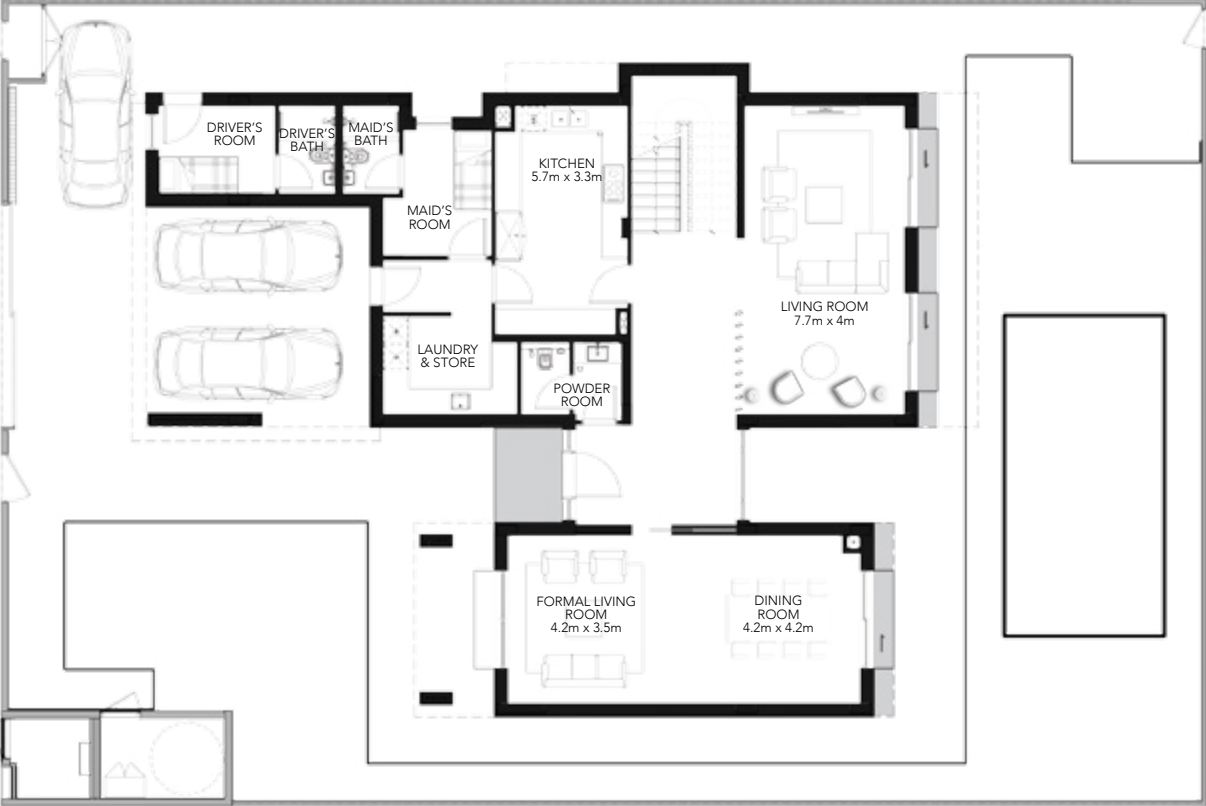 DRIVER'S
ROOM
DRIVER'S
BATH
MAID'S
BATH
KITCHEN
5.7m x 3.3m
MAID'S
ROOM
LIVING ROOM
7.7m x 4m
LAUNDRY
& STORE
POWDER
ROOM
FORMAL LIVING
ROOM
4.2m x 3.5m
DINING
ROOM
4.2m x 4.2m